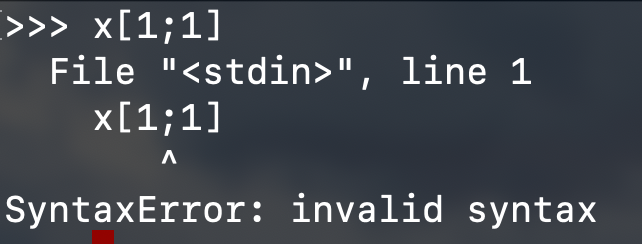 >>> x[1;1]
  File "<stdin>", line 1
    x[1;1]
       ^
SyntaxError: invalid syntax